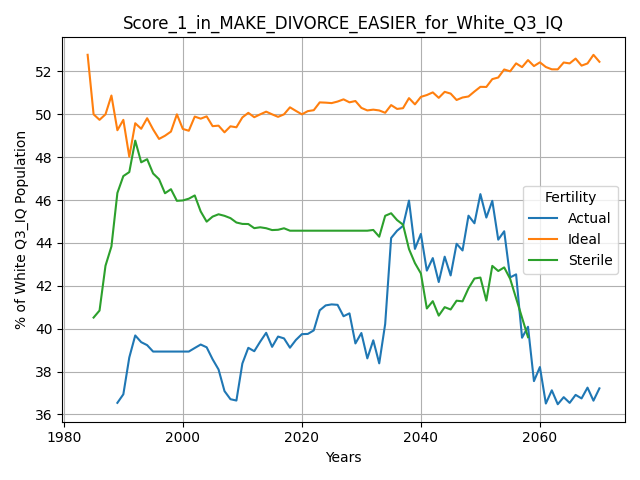 Score_1_in_MAKE_DIVORCE_EASIER_for_White_Q3_IQ
% of White Q3_IQ Population
52
50
48
46
44
42
40
38
36
Fertility
Actual
Ideal
Sterile
1980
2000
2020
2040
2060
Years